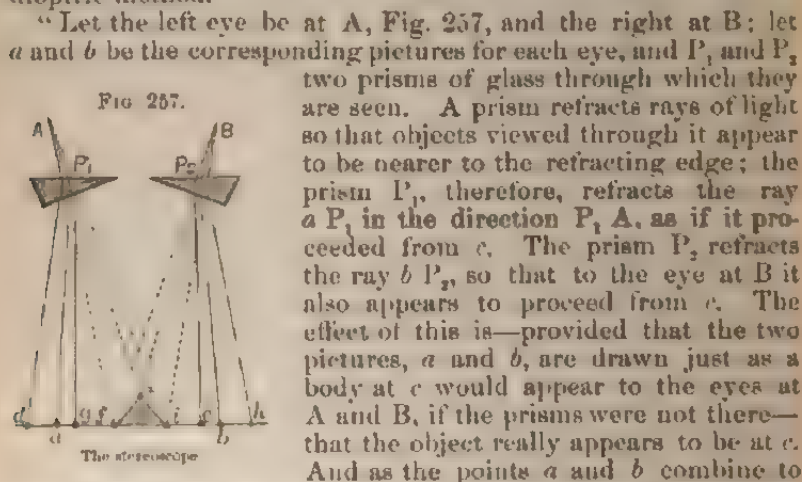 “Let the left eye be at A, Fig. 257, and the right at B; let
a and b be the corresponding pictures for each eye, and P₁ and P₂
two prisms of glass through which they
are seen. A prism refracts rays of light
so that objects viewed through it appear
to be nearer to the refracting edge; the
prism P₁, therefore, refracts the ray
a P₁ in the direction P₁ A, as if it pro-
ceeded from c. The prism P₂ refracts
the ray b P₂, so that to the eye at B it
also appears to proceed from c. The
effect of this is—provided that the two
pictures, a and b, are drawn just as a
body at c would appear to the eyes at
A and B, if the prisms were not there—
that the object really appears to be at c.
And as the points a and b combine to
FIG 257.
A
B
P₁
P₂
d
a
g
f
i
e
b
h
The stereoscope